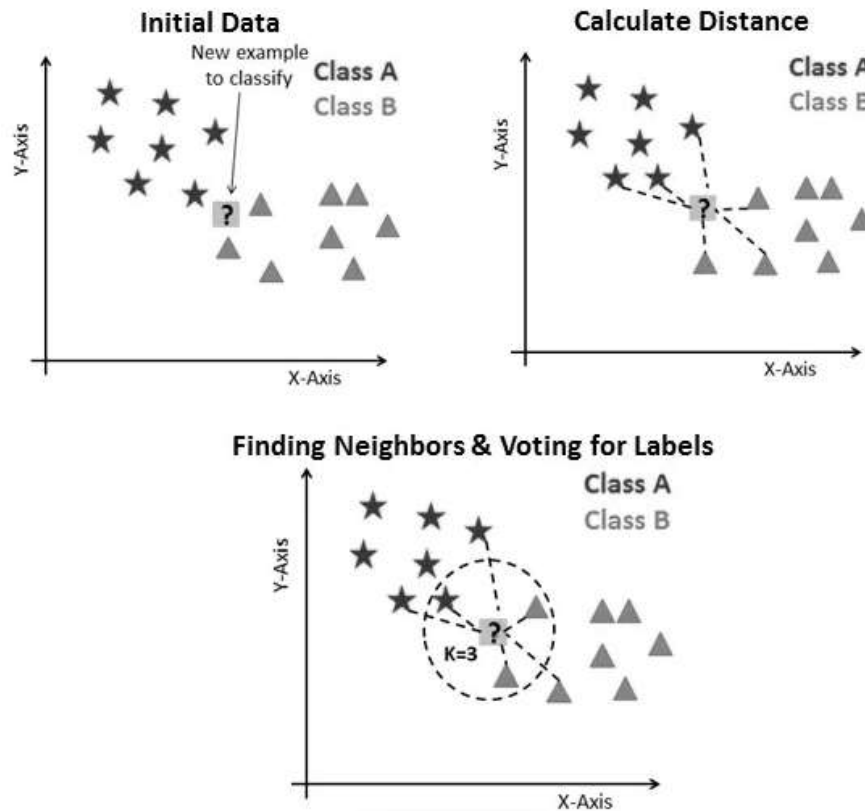 Initial Data
New example
to classify
Class A
Class B
?
Y-Axis
X-Axis
Calculate Distance
Class A
Class B
?
Y-Axis
X-Axis
Finding Neighbors & Voting for Labels
Class A
Class B
?
K=3
Y-Axis
X-Axis